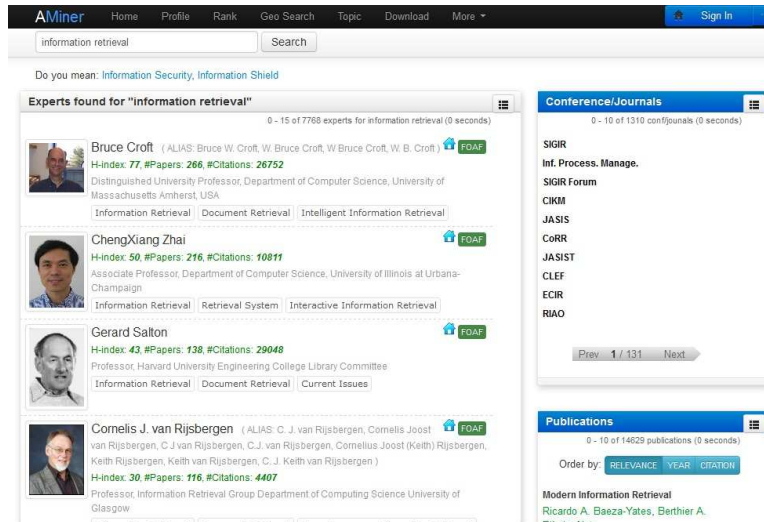 AMiner Home Profile Rank Geo Search Topic Download More Sign In
information retrieval Search
Do you mean: Information Security, Information Shield
Experts found for "information retrieval"
0 - 15 of 7768 experts for information retrieval (0 seconds)
Bruce Croft ( ALIAS: Bruce W. Croft, W. Bruce Croft, W Bruce Croft, W. B. Croft ) FOAF
H-index: 77, #Papers: 266, #Citations: 26752
Distinguished University Professor, Department of Computer Science, University of
Massachusetts Amherst, USA
Information Retrieval Document Retrieval Intelligent Information Retrieval
ChengXiang Zhai FOAF
H-index: 50, #Papers: 216, #Citations: 10811
Associate Professor, Department of Computer Science, University of Illinois at Urbana-
Champaign
Information Retrieval Retrieval System Interactive Information Retrieval
Gerard Salton FOAF
H-index: 43, #Papers: 138, #Citations: 29048
Professor, Harvard University Engineering College Library Committee
Information Retrieval Document Retrieval Current Issues
Cornelis J. van Rijsbergen ( ALIAS: C. J. van Rijsbergen, Cornelis Joost FOAF
van Rijsbergen, C J van Rijsbergen, C.J. van Rijsbergen, Cornelius Joost (Keith) Rijsbergen,
Keith Rijsbergen, Keith van Rijsbergen, C. J. Keith van Rijsbergen )
H-index: 30, #Papers: 116, #Citations: 4407
Professor, Information Retrieval Group Department of Computing Science University of
Glasgow
Conference/Journals
0 - 10 of 1310 conf/jounals (0 seconds)
SIGIR
Inf. Process. Manage.
SIGIR Forum
CIKM
JASIS
CoRR
JASIST
CLEF
ECIR
RIAO
Prev 1 / 131 Next
Publications
0 - 10 of 14629 publications (0 seconds)
Order by: RELEVANCE YEAR CITATION
Modern Information Retrieval
Ricardo A. Baeza-Yates, Berthier A.